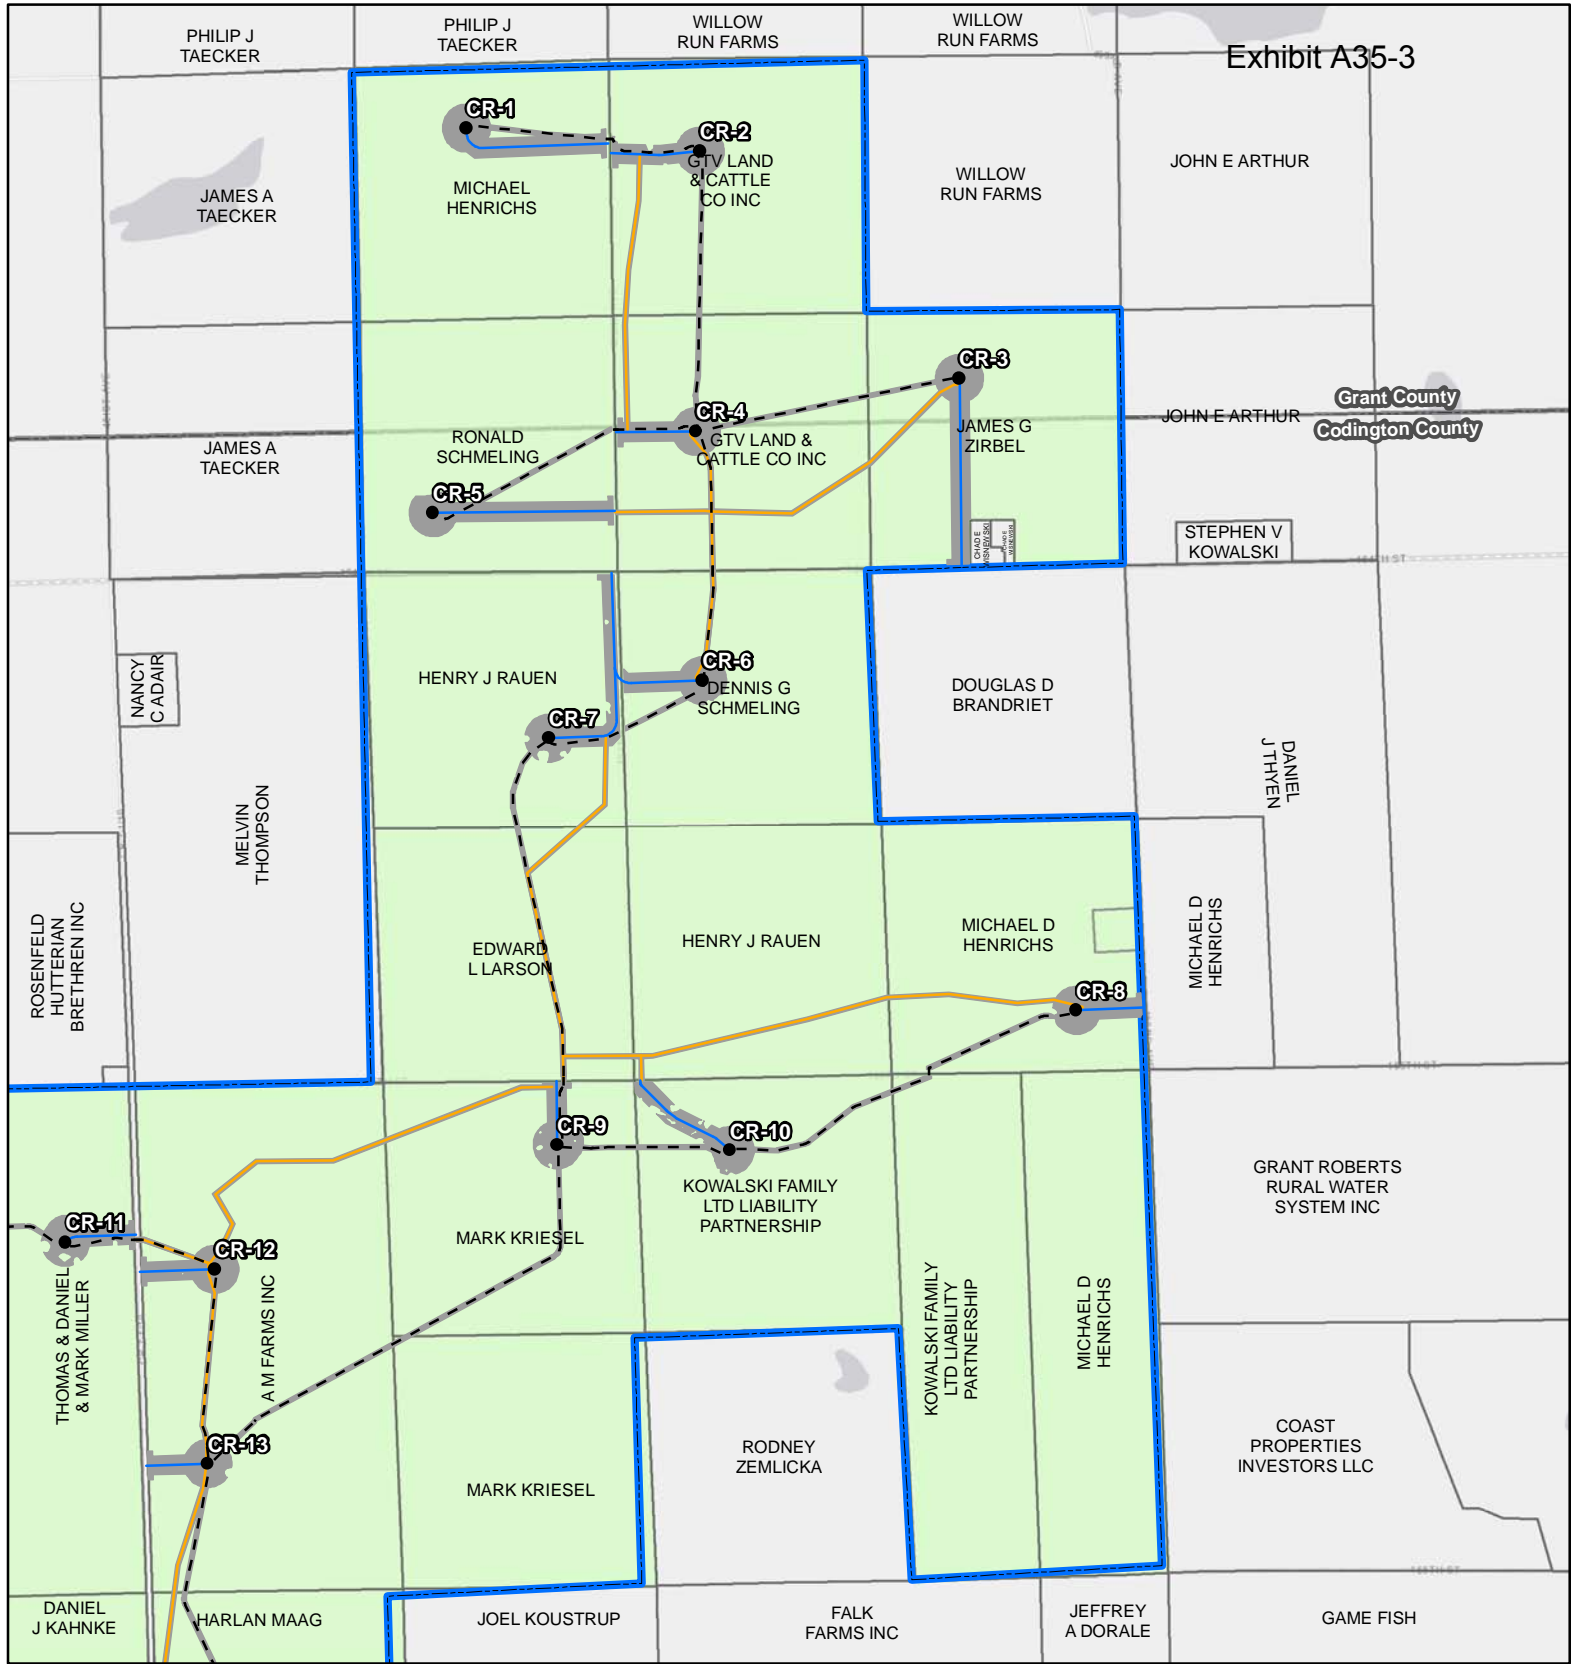 PHILIP J
TAECKER
PHILIP J
TAECKER
WILLOW
RUN FARMS
WILLOW
RUN FARMS
Exhibit A35-3
CR-1
CR-2
GTV LAND
& CATTLE
CO INC
JAMES A
TAECKER
MICHAEL
HENRICHS
WILLOW
RUN FARMS
JOHN E ARTHUR
CR-3
Grant County
JOHN E ARTHUR
Codington County
CR-4
GTV LAND &
CATTLE CO INC
JAMES G
ZIRBEL
JAMES A
TAECKER
RONALD
SCHMELING
CR-5
CHAD E
WISNEWSKI
CHAD E
WISNEWSKI
STEPHEN V
KOWALSKI
NANCY
C ADAIR
HENRY J RAUEN
CR-6
DENNIS G
SCHMELING
DOUGLAS D
BRANDRIET
CR-7
DANIEL
J THYEN
MELVIN
THOMPSON
ROSENFELD
HUTTERIAN
BRETHREN INC
EDWARD
L LARSON
HENRY J RAUEN
MICHAEL D
HENRICHS
MICHAEL D
HENRICHS
CR-8
CR-9
CR-10
KOWALSKI FAMILY
LTD LIABILITY
PARTNERSHIP
GRANT ROBERTS
RURAL WATER
SYSTEM INC
CR-11
CR-12
MARK KRIESEL
THOMAS & DANIEL
& MARK MILLER
A M FARMS INC
KOWALSKI FAMILY
LTD LIABILITY
PARTNERSHIP
MICHAEL D
HENRICHS
CR-13
MARK KRIESEL
RODNEY
ZEMLICKA
COAST
PROPERTIES
INVESTORS LLC
DANIEL
J KAHNKE
HARLAN MAAG
JOEL KOUSTRUP
FALK
FARMS INC
JEFFREY
A DORALE
GAME FISH